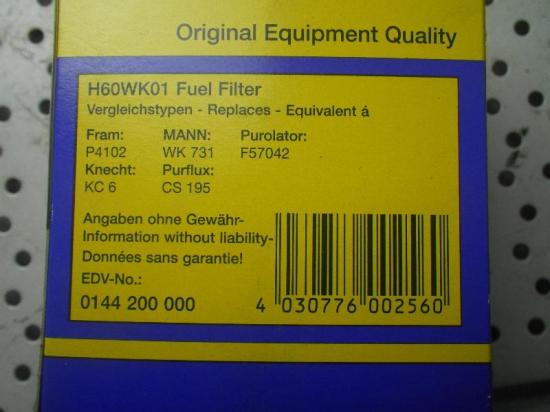 Original Equipment Quality
H60WK01 Fuel Filter
Vergleichstypen - Replaces - Equivalent á
Fram: MANN: Purolator:
P4102 WK 731 F57042
Knecht: Purflux:
KC 6 CS 195
Angaben ohne Gewähr-
Information without liability-
Données sans garantie!
EDV-No.:
0144 200 000
4 030776 002560